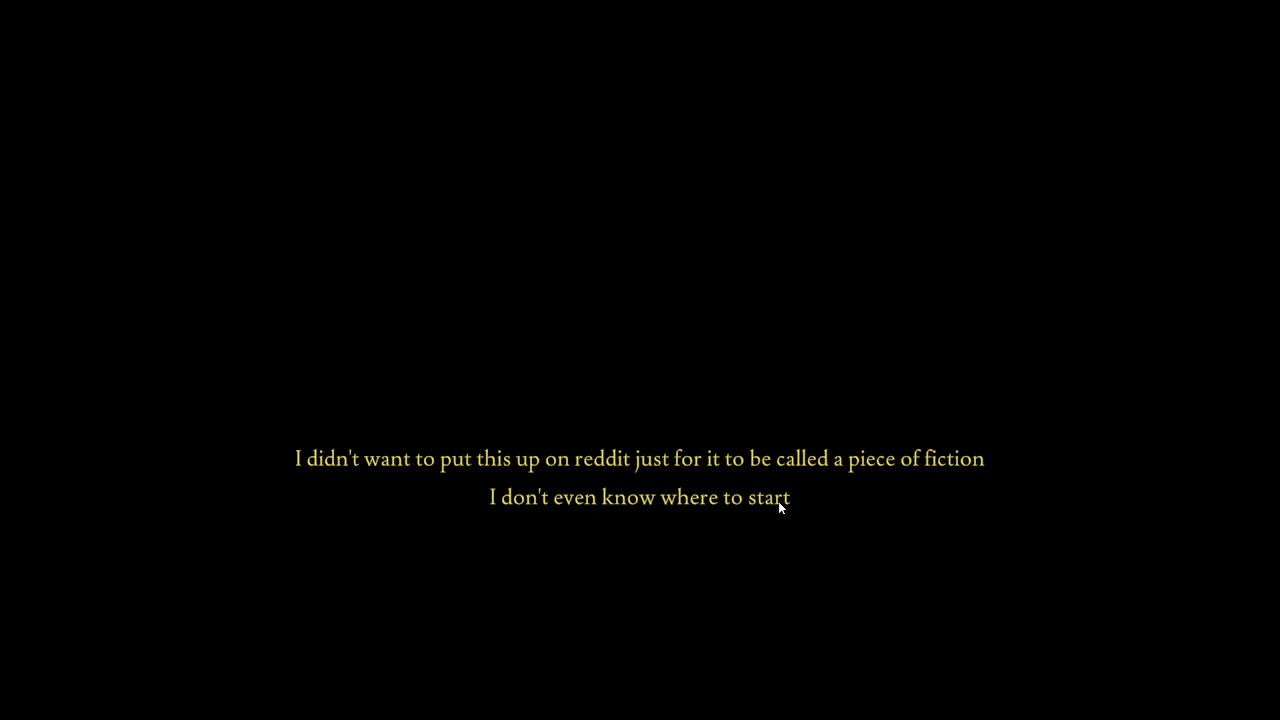 I didn't want to put this up on reddit just for it to be called a piece of fiction
I don't even know where to start